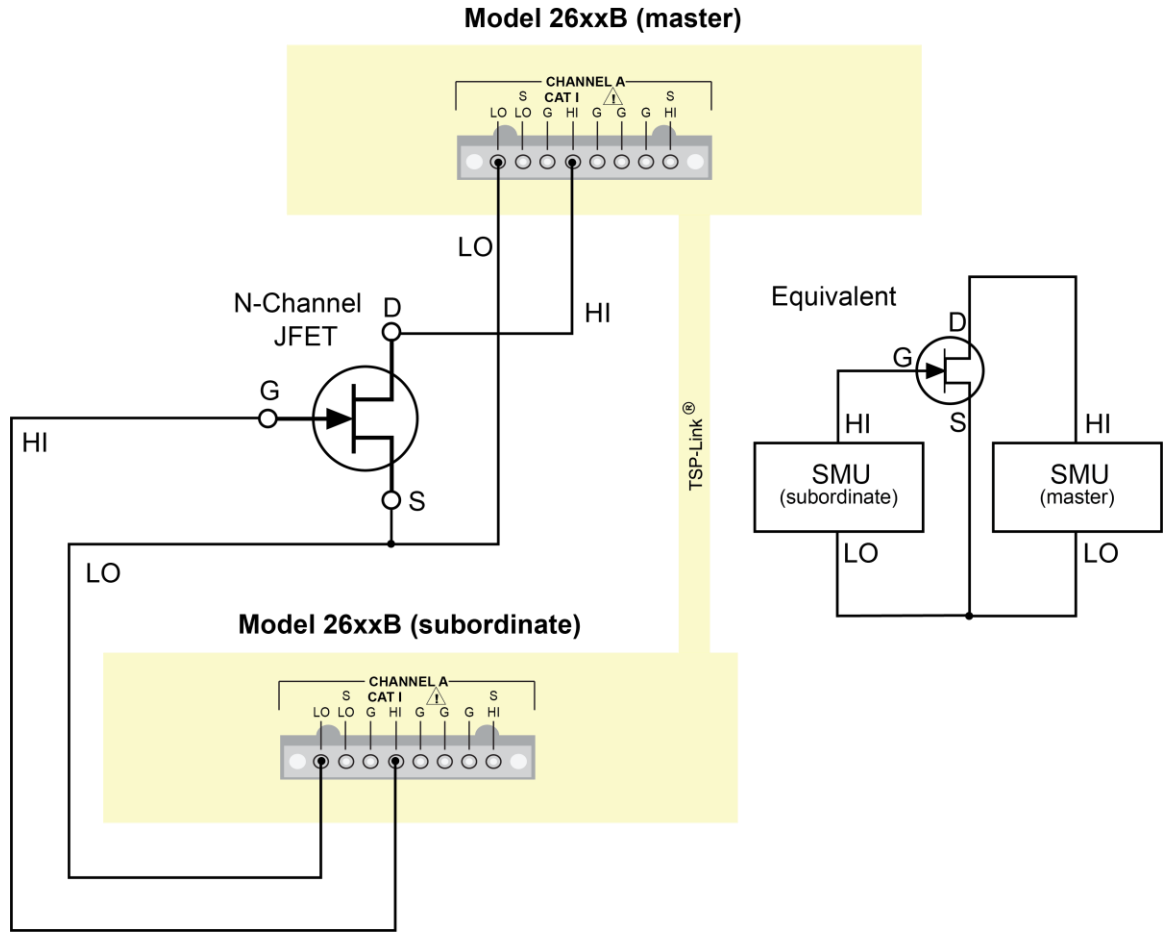 Model 26xxB (master)
CHANNEL A
S CAT I S
LO LO G HI G G G HI
LO
HI
N-Channel
JFET
D
G
S
HI
LO
TSP-Link®
Equivalent
D
G
S
HI
HI
SMU
(subordinate)
SMU
(master)
LO
LO
Model 26xxB (subordinate)
CHANNEL A
S CAT I S
LO LO G HI G G G HI